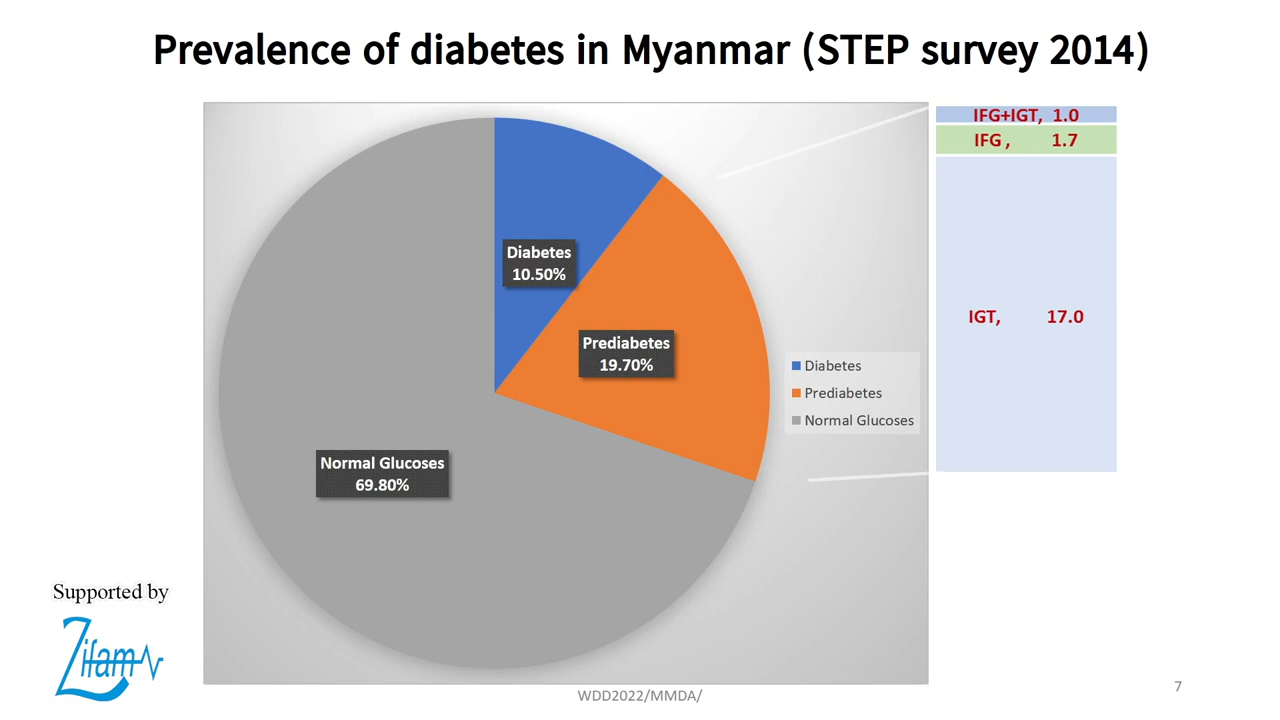 Prevalence of diabetes in Myanmar (STEP survey 2014)
IFG+IGT, 1.0
IFG , 1.7
IGT, 17.0
Diabetes
10.50%
Prediabetes
19.70%
Normal Glucoses
69.80%
Diabetes
Prediabetes
Normal Glucoses
Supported by
Zifam
WDD2022/MMDA/
7